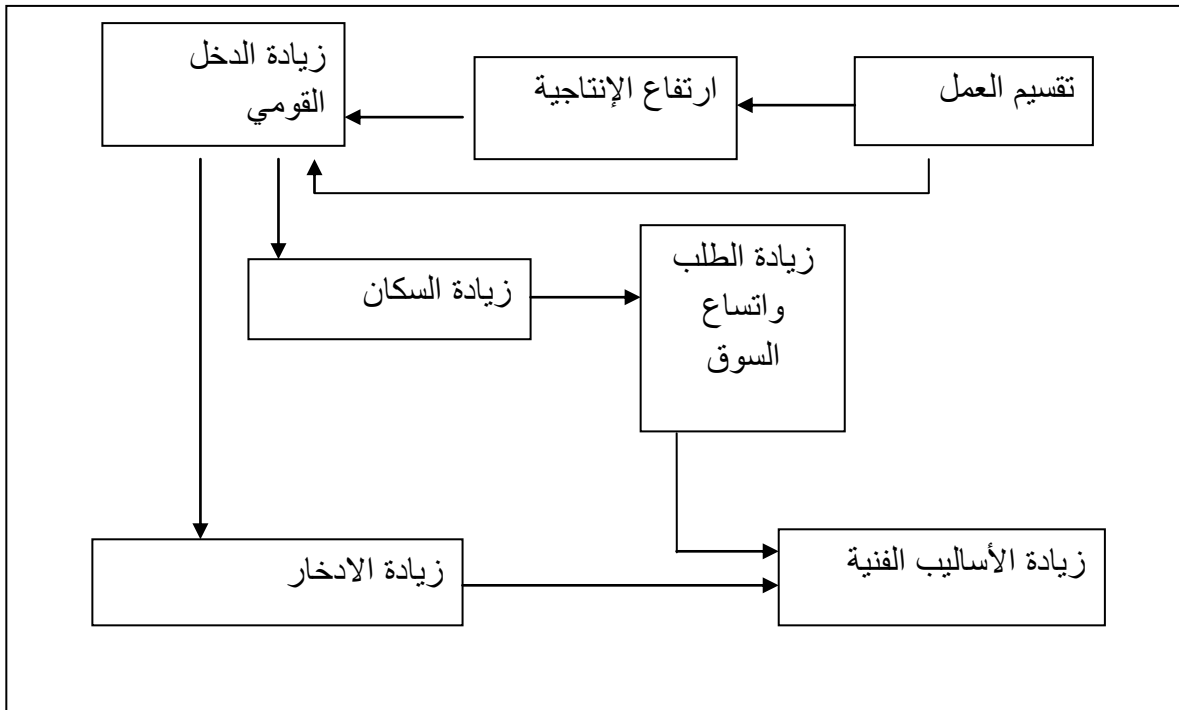 تقسيم العمل
ارتفاع الإنتاجية
زيادة الدخل
القومي
زيادة السكان
زيادة الطلب
واتساع
السوق
زيادة الأساليب الفنية
زيادة الادخار